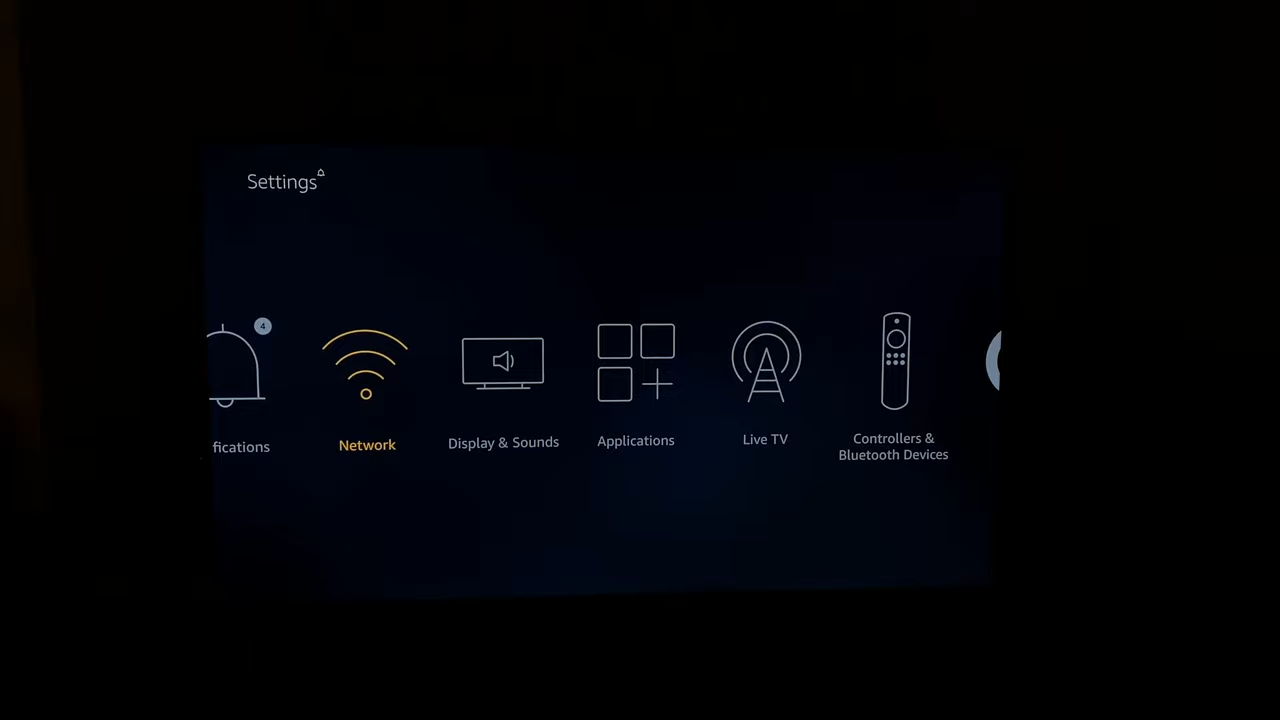 Settings
4
fications
Network
Display & Sounds
Applications
Live TV
Controllers &
Bluetooth Devices